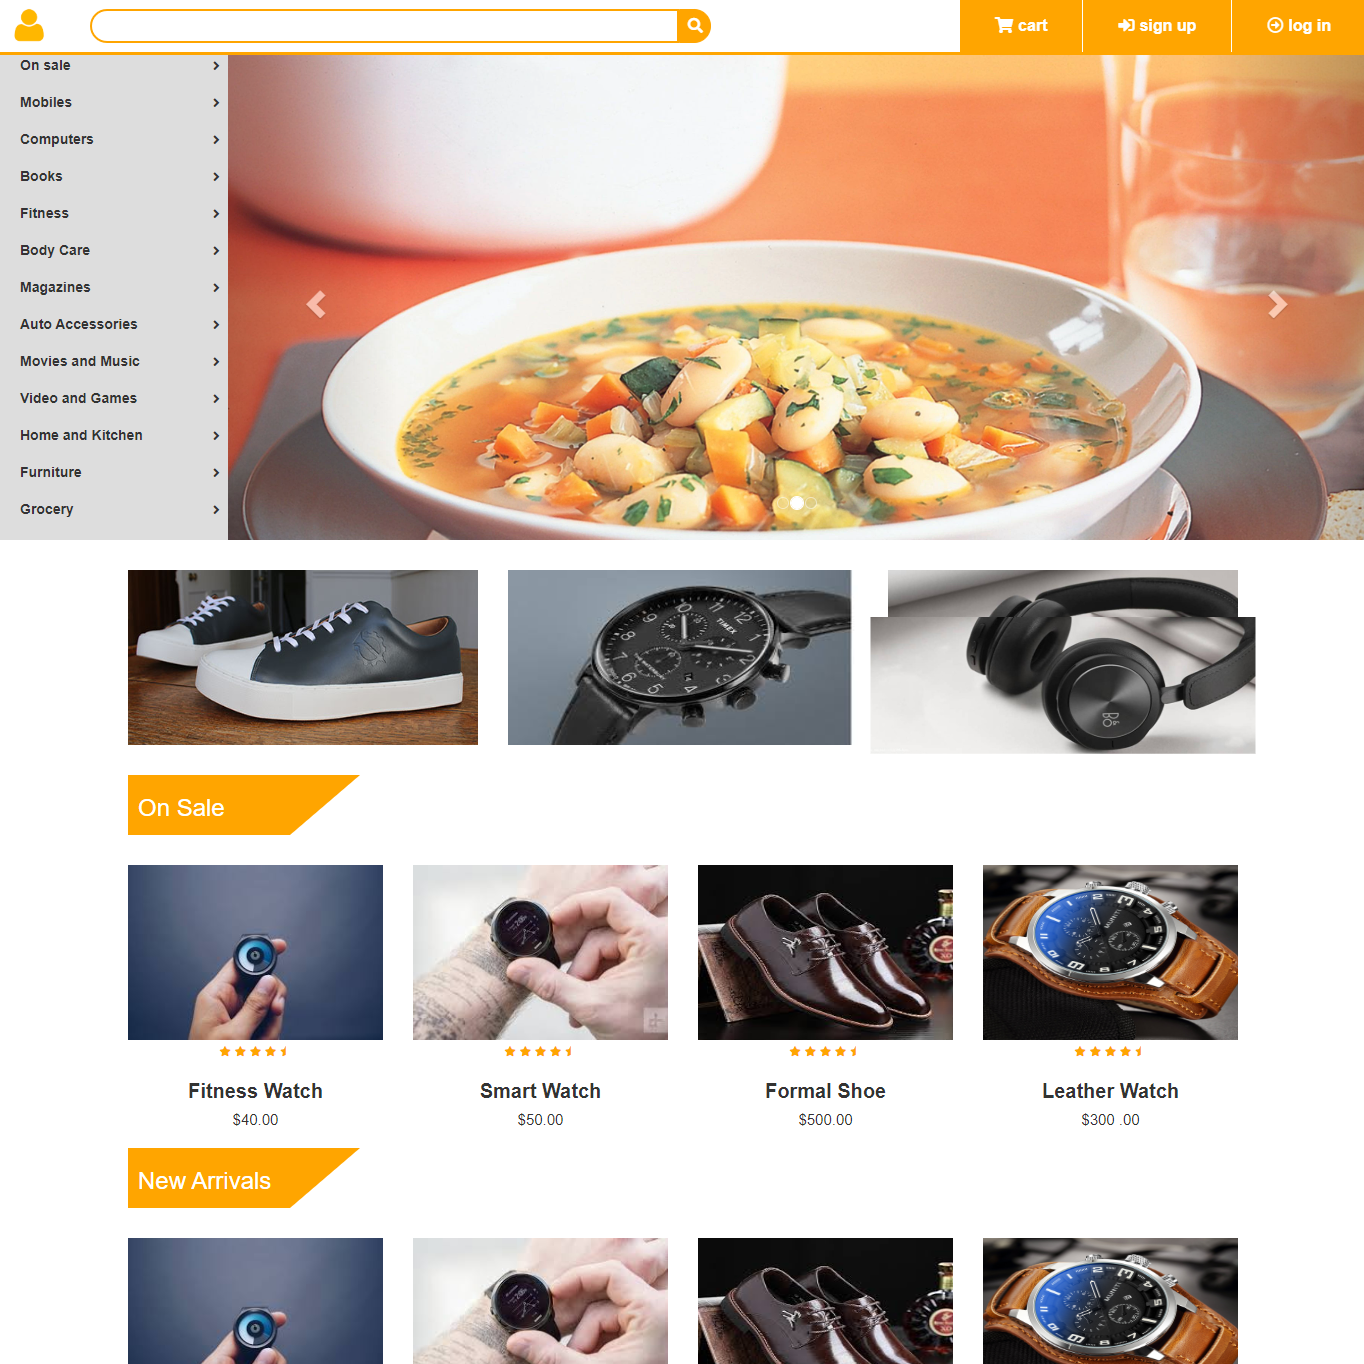 cart
sign up
log in
On sale
Mobiles
Computers
Books
Fitness
Body Care
Magazines
Auto Accessories
Movies and Music
Video and Games
Home and Kitchen
Furniture
Grocery
TIMEX
On Sale
Fitness Watch
$40.00
Smart Watch
$50.00
Formal Shoe
$500.00
Leather Watch
$300 .00
New Arrivals